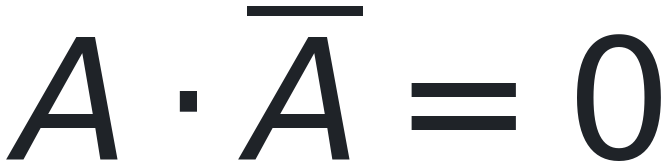 A · A̅ = 0